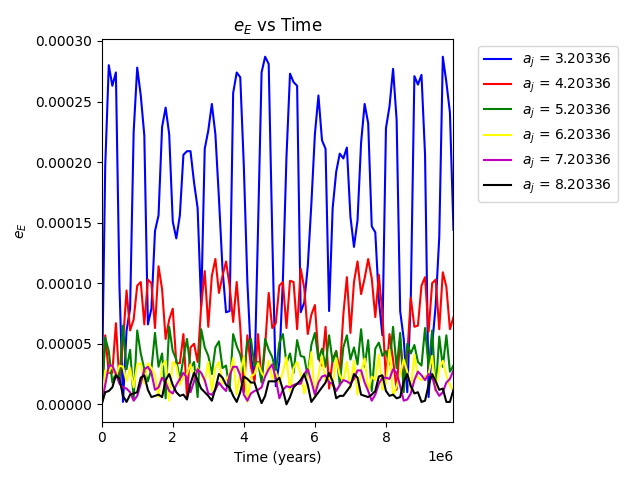 e_E vs Time
0.00030
0.00025
0.00020
0.00015
0.00010
0.00005
0.00000
e_E
0 2 4 6 8
1e6
Time (years)
a_j = 3.20336
a_j = 4.20336
a_j = 5.20336
a_j = 6.20336
a_j = 7.20336
a_j = 8.20336